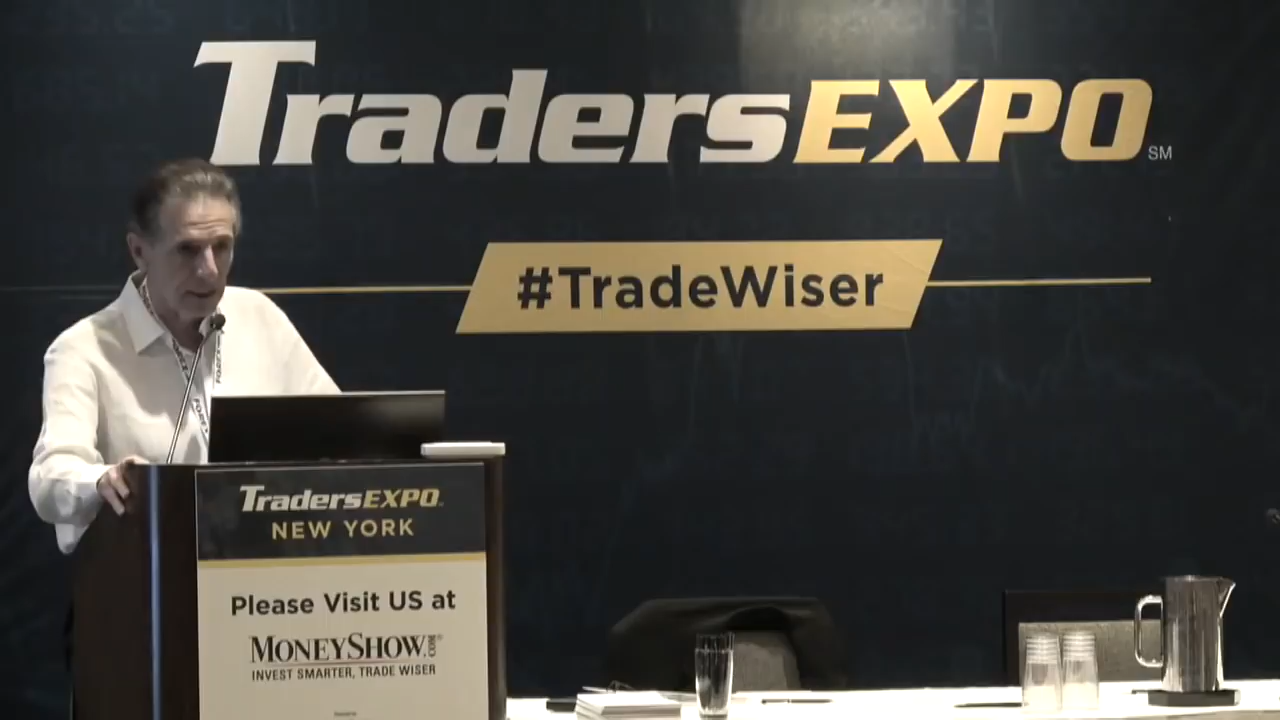 TradersEXPO SM
#TradeWiser
TradersEXPO
NEW YORK
Please Visit US at
MONEYSHOW.COM®
INVEST SMARTER, TRADE WISER